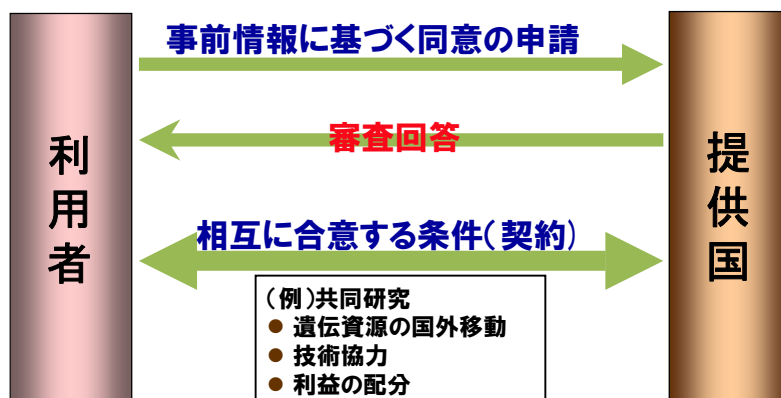 事前情報に基づく同意の申請
審査回答
利用者
提供国
相互に合意する条件(契約)
(例)共同研究
● 遺伝資源の国外移動
● 技術協力
● 利益の配分